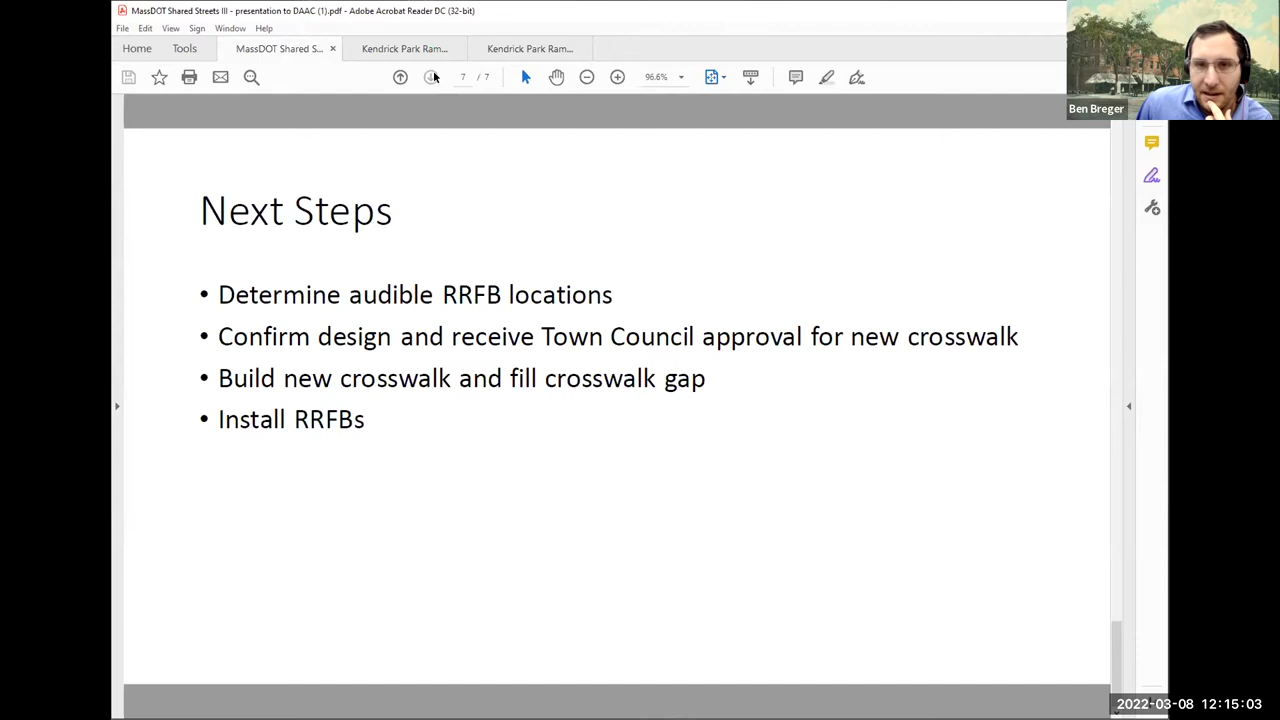 MassDOT Shared Streets III - presentation to DAAC (1).pdf - Adobe Acrobat Reader DC (32-bit)
File Edit View Sign Window Help
Home Tools MassDOT Shared S... × Kendrick Park Ram... Kendrick Park Ram...
7 / 7 96.6%
Ben Breger
Next Steps
• Determine audible RRFB locations
• Confirm design and receive Town Council approval for new crosswalk
• Build new crosswalk and fill crosswalk gap
• Install RRFBs
2022-03-08 12:15:03